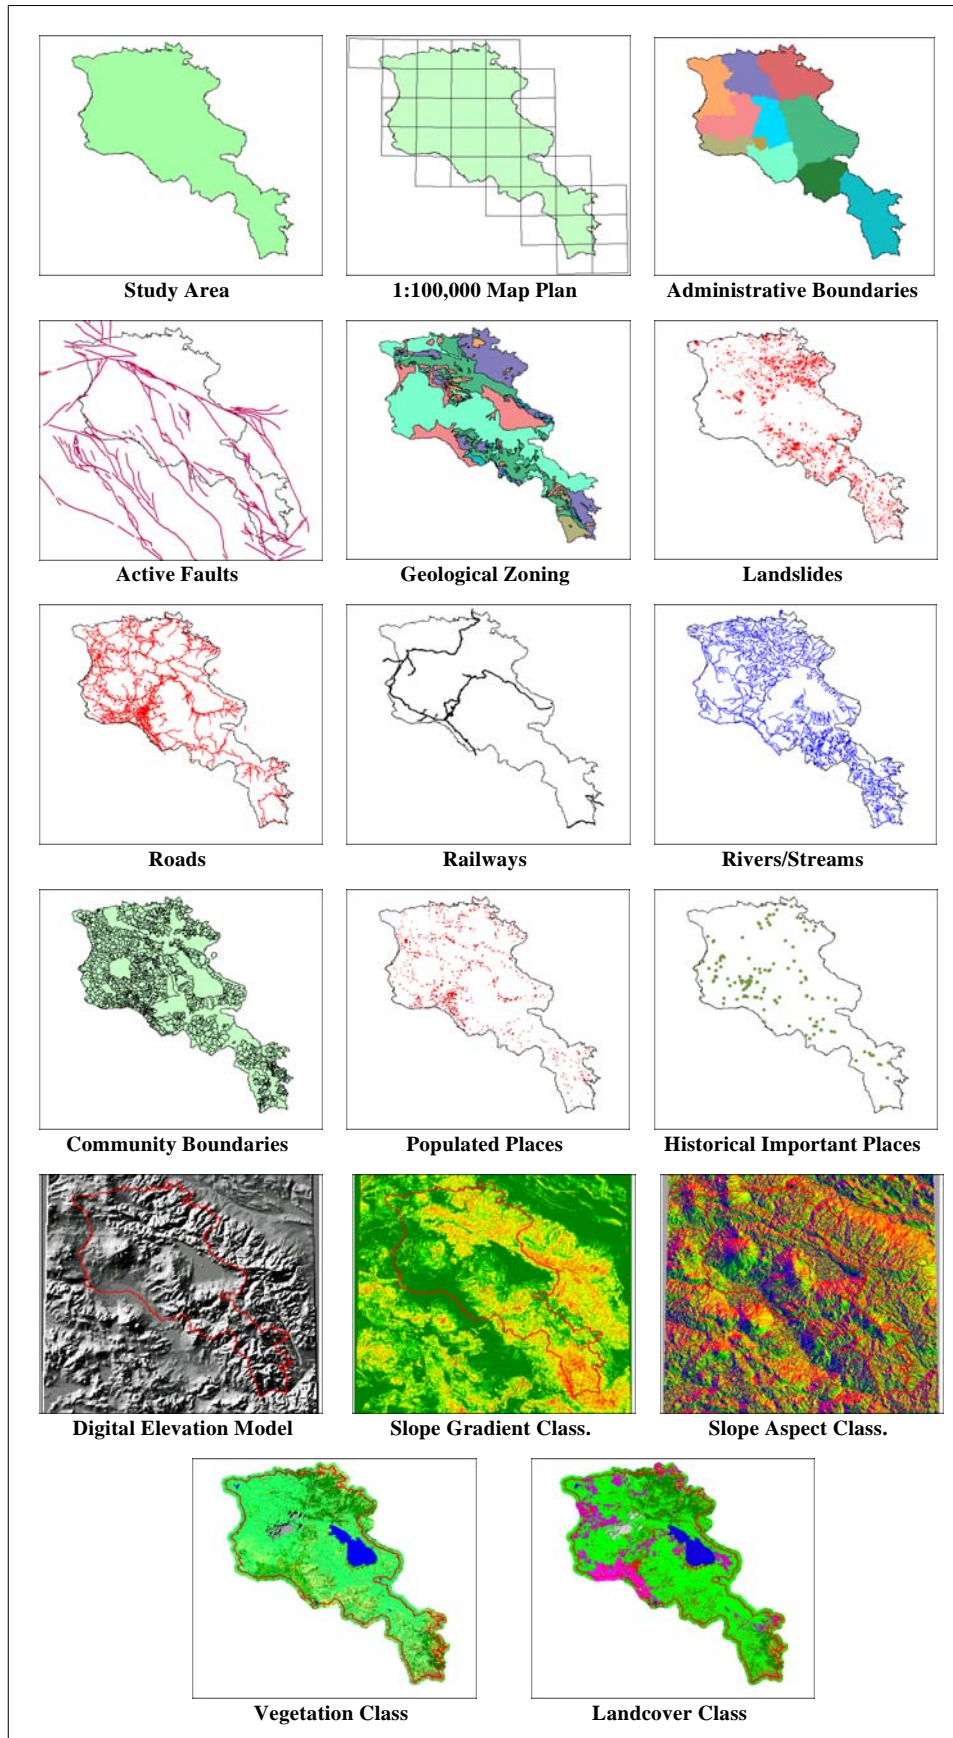 Study Area
1:100,000 Map Plan
Administrative Boundaries
Active Faults
Geological Zoning
Landslides
Roads
Railways
Rivers/Streams
Community Boundaries
Populated Places
Historical Important Places
Digital Elevation Model
Slope Gradient Class.
Slope Aspect Class.
Vegetation Class
Landcover Class